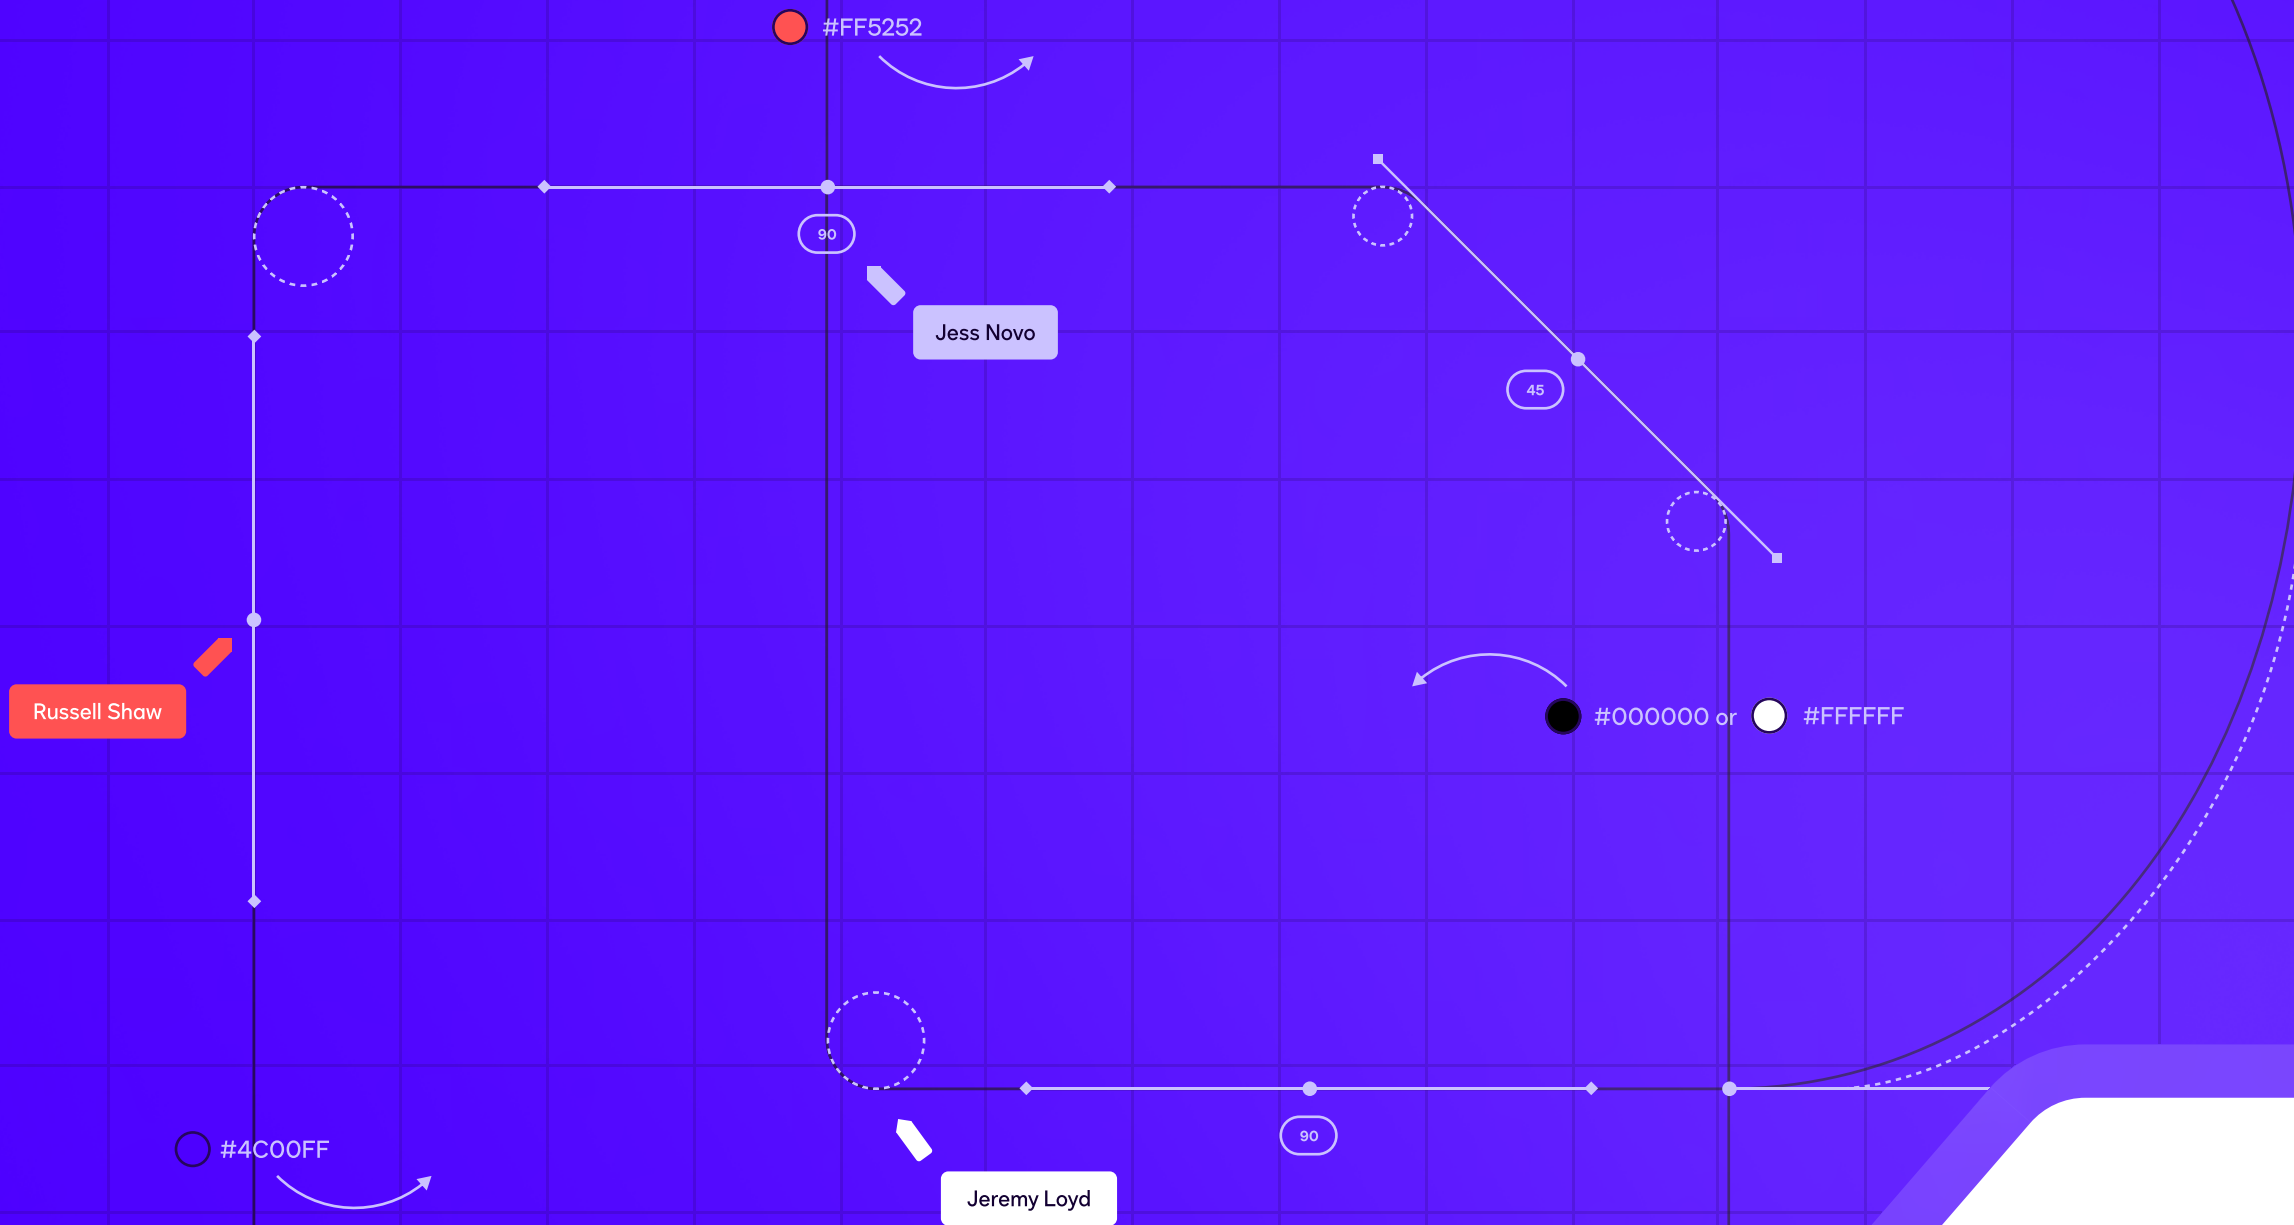 #FF5252
90
Jess Novo
45
Russell Shaw
#000000 or #FFFFFF
90
#4C00FF
Jeremy Loyd